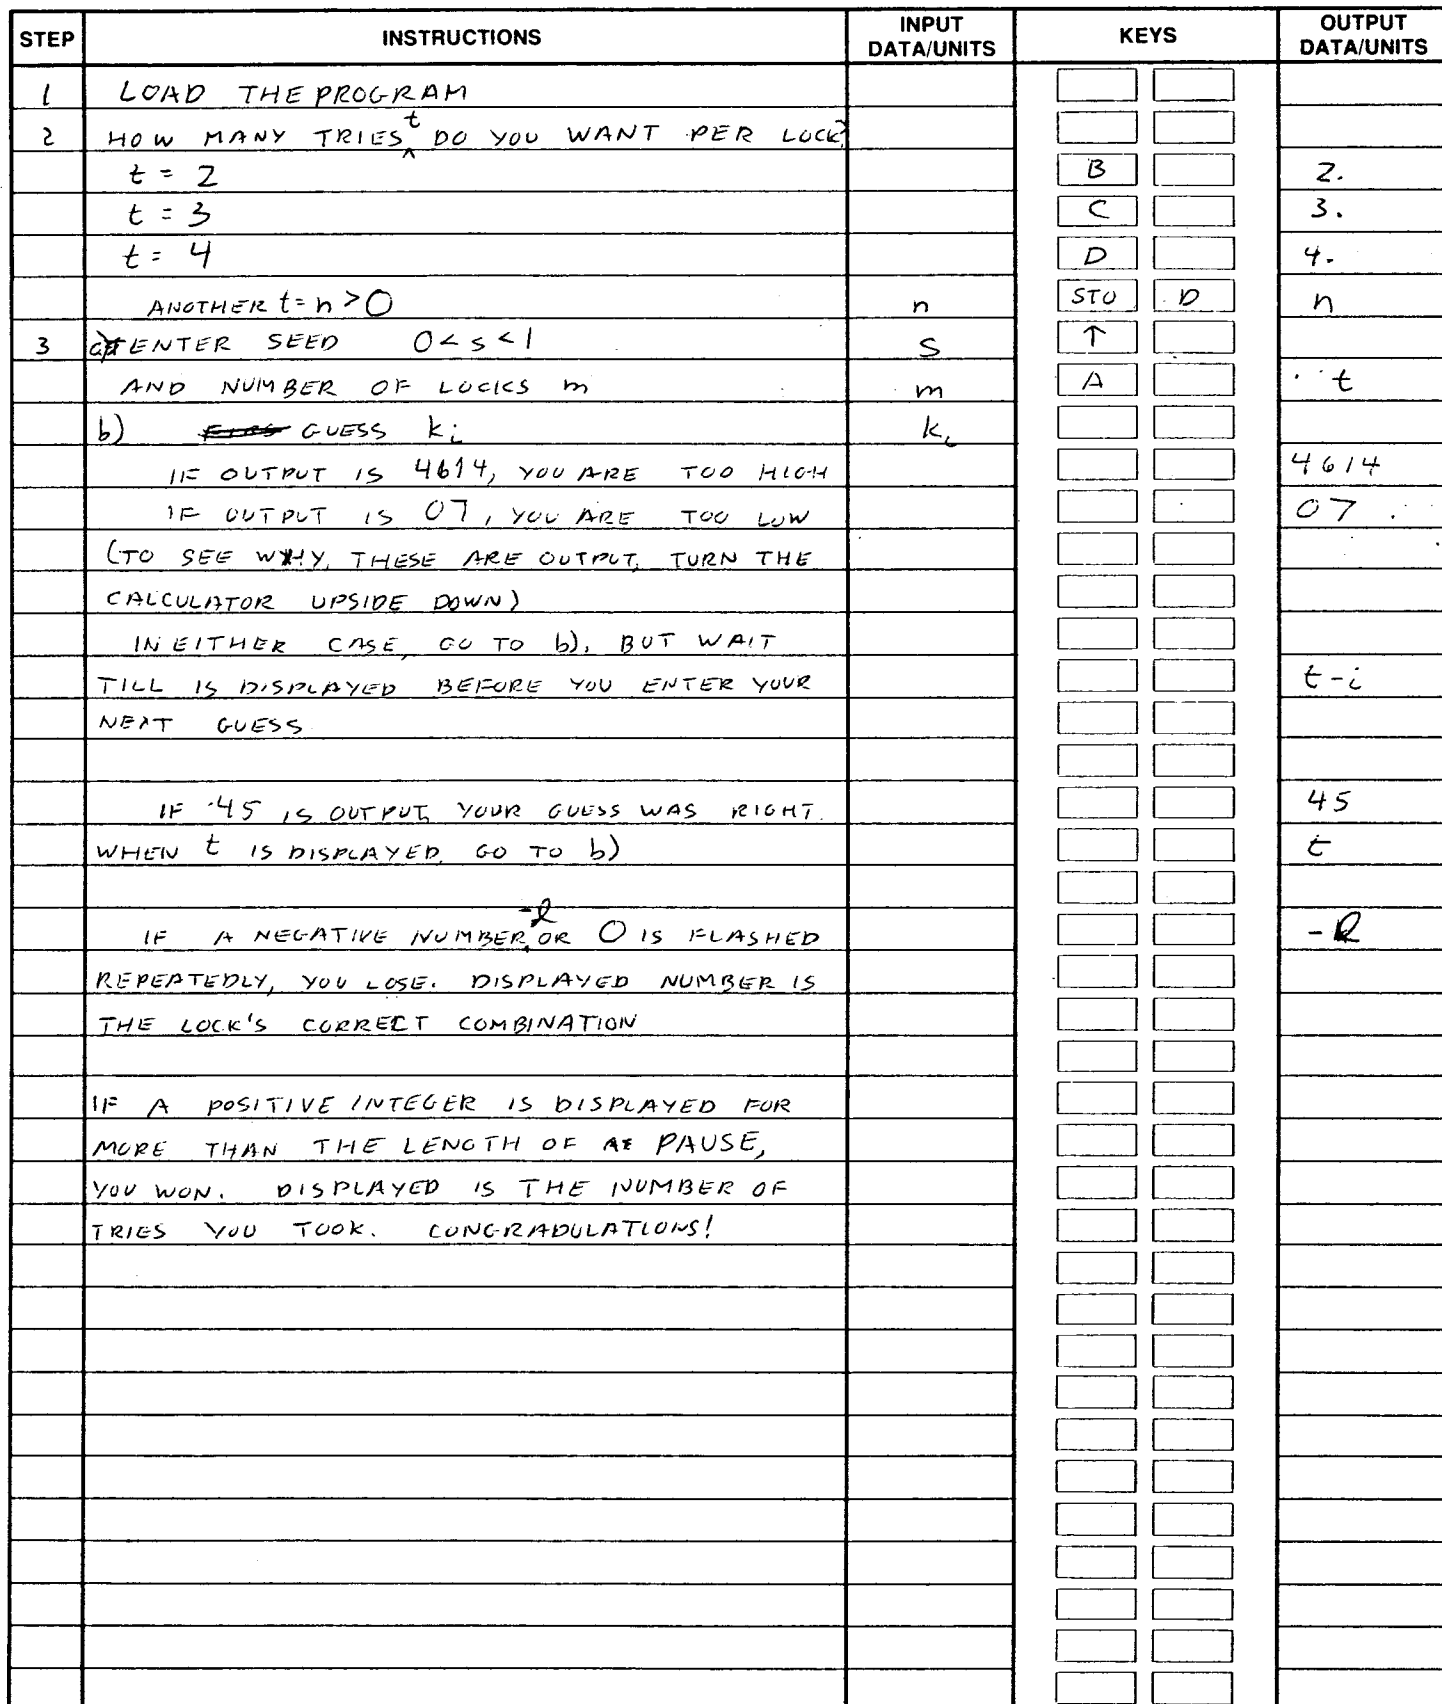 STEP INSTRUCTIONS INPUT DATA/UNITS KEYS OUTPUT DATA/UNITS
1 LOAD THE PROGRAM
2 HOW MANY TRIES t DO YOU WANT PER LOCK?
t = 2 B 2.
t = 3 C 3.
t = 4 D 4.
ANOTHER t = n > 0 n STO D n
3 a) ENTER SEED 0 < s < 1 S ↑
AND NUMBER OF LOCKS m m A t
b) GUESS ki ki
IF OUTPUT IS 4614, YOU ARE TOO HIGH 4614
IF OUTPUT IS 07, YOU ARE TOO LOW 07
(TO SEE WHY, THESE ARE OUTPUT, TURN THE
CALCULATOR UPSIDE DOWN)
IN EITHER CASE, GO TO b), BUT WAIT
TILL IS DISPLAYED BEFORE YOU ENTER YOUR t-i
NEXT GUESS
IF 45 IS OUTPUT, YOUR GUESS WAS RIGHT. 45
WHEN t IS DISPLAYED, GO TO b) t
IF A NEGATIVE NUMBER -l OR 0 IS FLASHED -l
REPEATEDLY, YOU LOSE. DISPLAYED NUMBER IS
THE LOCK'S CORRECT COMBINATION
IF A POSITIVE INTEGER IS DISPLAYED FOR
MORE THAN THE LENGTH OF A PAUSE,
YOU WON. DISPLAYED IS THE NUMBER OF
TRIES YOU TOOK. CONGRADULATIONS!